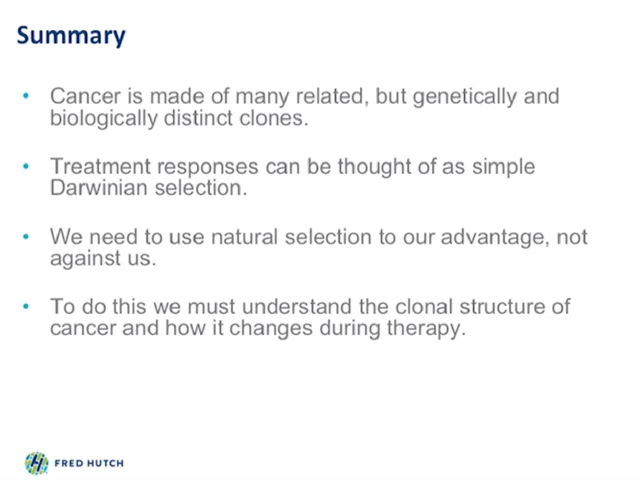 Summary
• Cancer is made of many related, but genetically and
biologically distinct clones.
• Treatment responses can be thought of as simple
Darwinian selection.
• We need to use natural selection to our advantage, not
against us.
• To do this we must understand the clonal structure of
cancer and how it changes during therapy.
FRED HUTCH